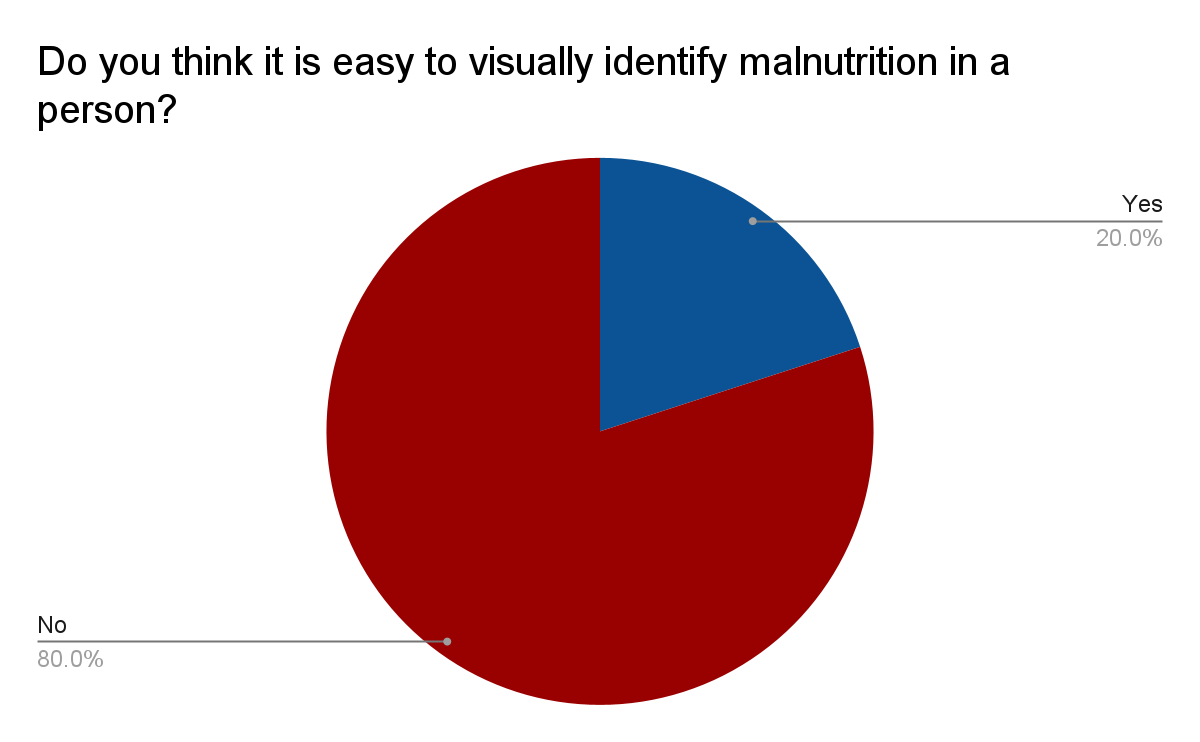 Do you think it is easy to visually identify malnutrition in a
person?
Yes
20.0%
No
80.0%